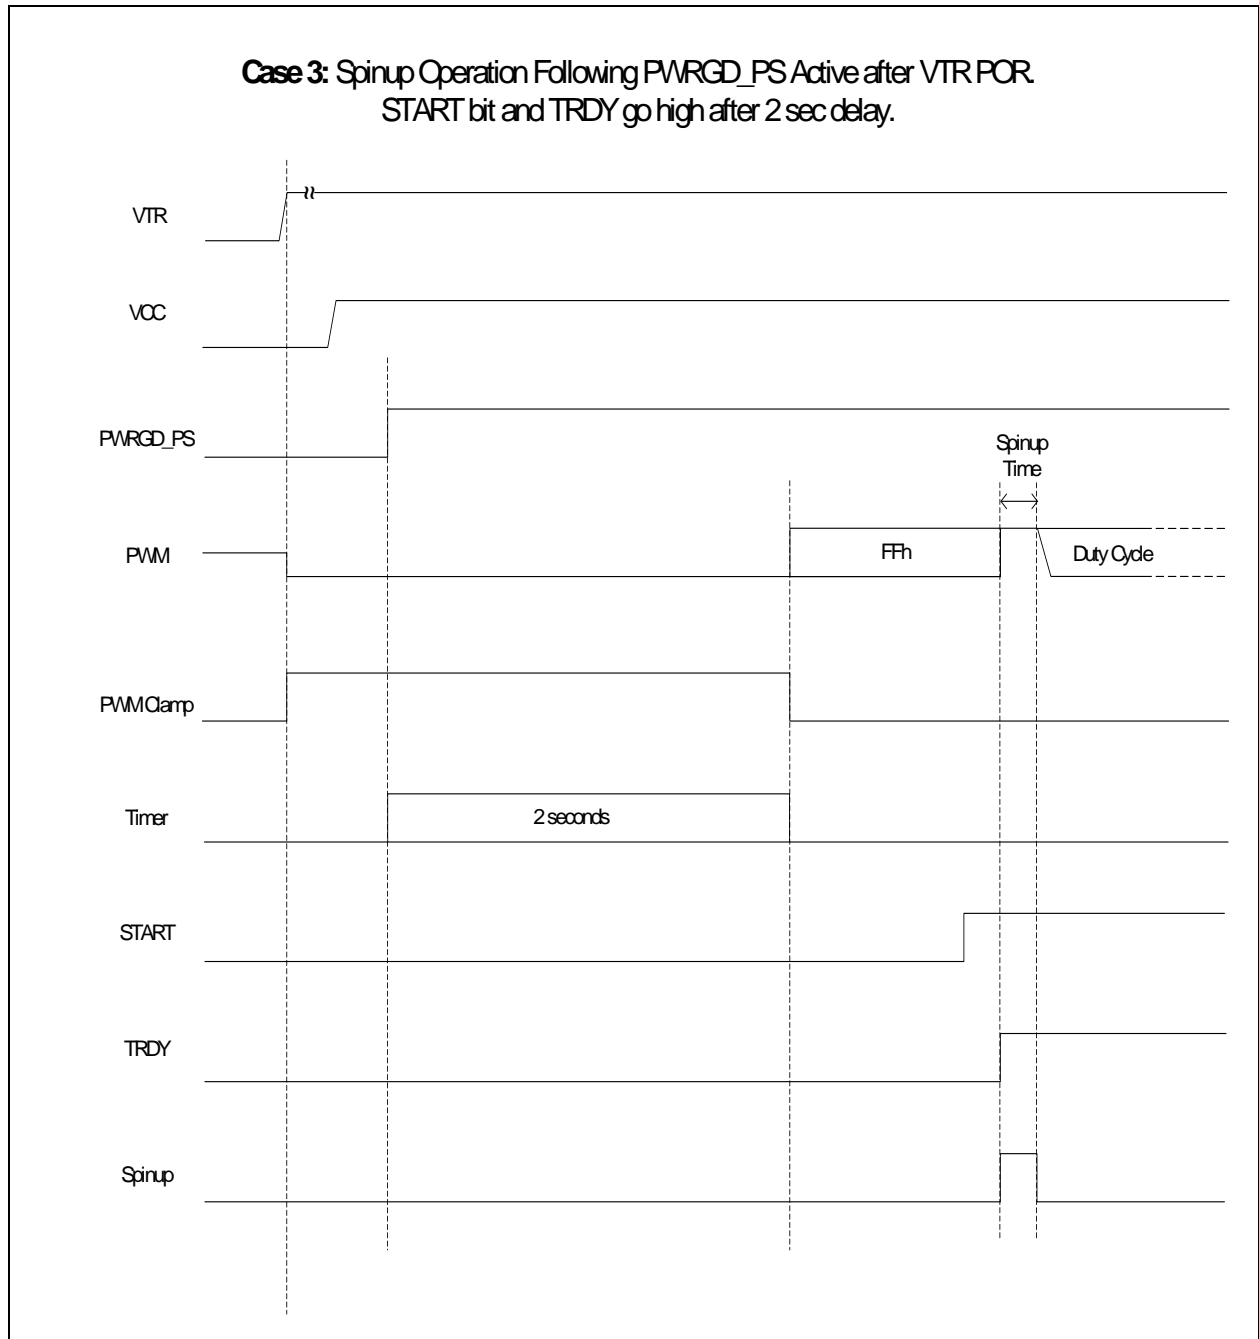 Case 3: Spinup Operation Following PWRGD_PS Active after VTR POR.
START bit and TRDY go high after 2 sec delay.
VTR
VCC
PWRGD_PS
Spinup
Time
PWM
FFh
Duty Cycle
PWM Clamp
Timer
2 seconds
START
TRDY
Spinup